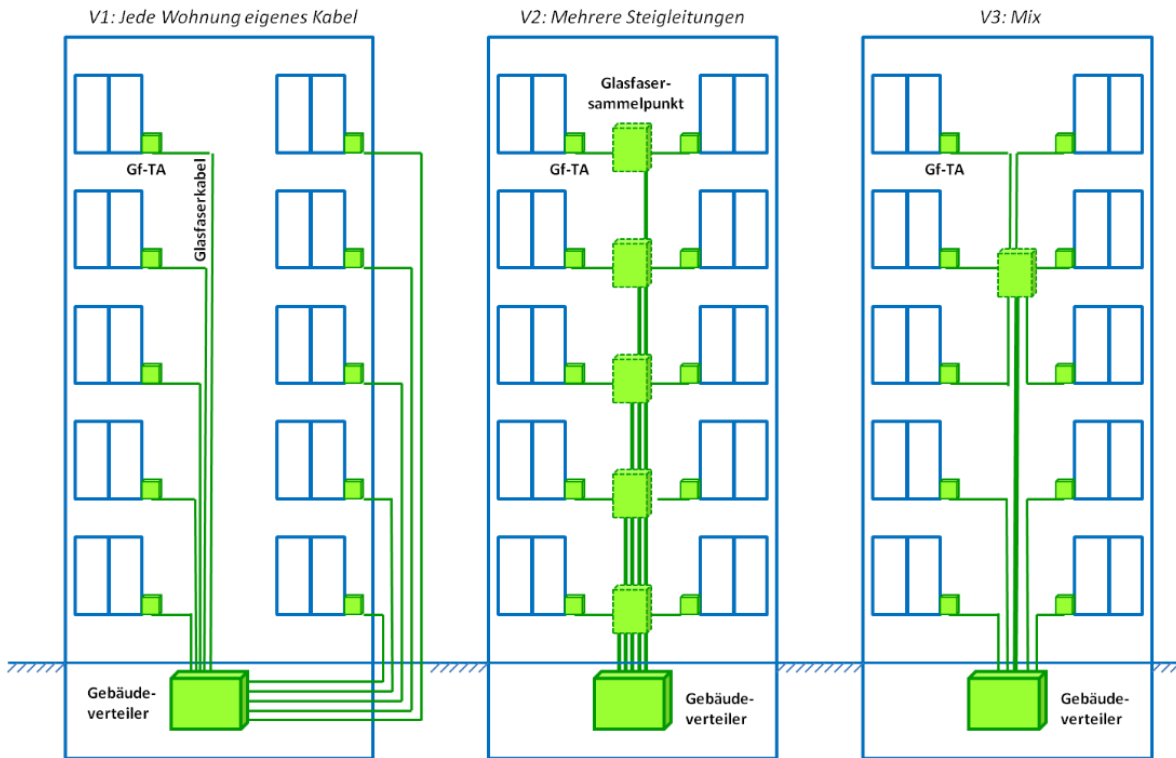 V1: Jede Wohnung eigenes Kabel
Gf-TA
Glasfaserkabel
Gebäude-
verteiler
V2: Mehrere Steigleitungen
Glasfaser-
sammelpunkt
Gf-TA
Gebäude-
verteiler
V3: Mix
Gf-TA
Gebäude-
verteiler